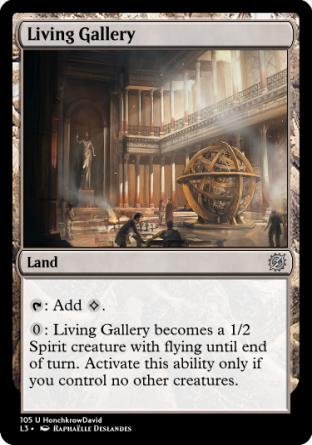 Living Gallery
Land
: Add .
0: Living Gallery becomes a 1/2
Spirit creature with flying until end
of turn. Activate this ability only if
you control no other creatures.
105 U HonchkrowDavid
L3 • Raphaëlle Deslandes